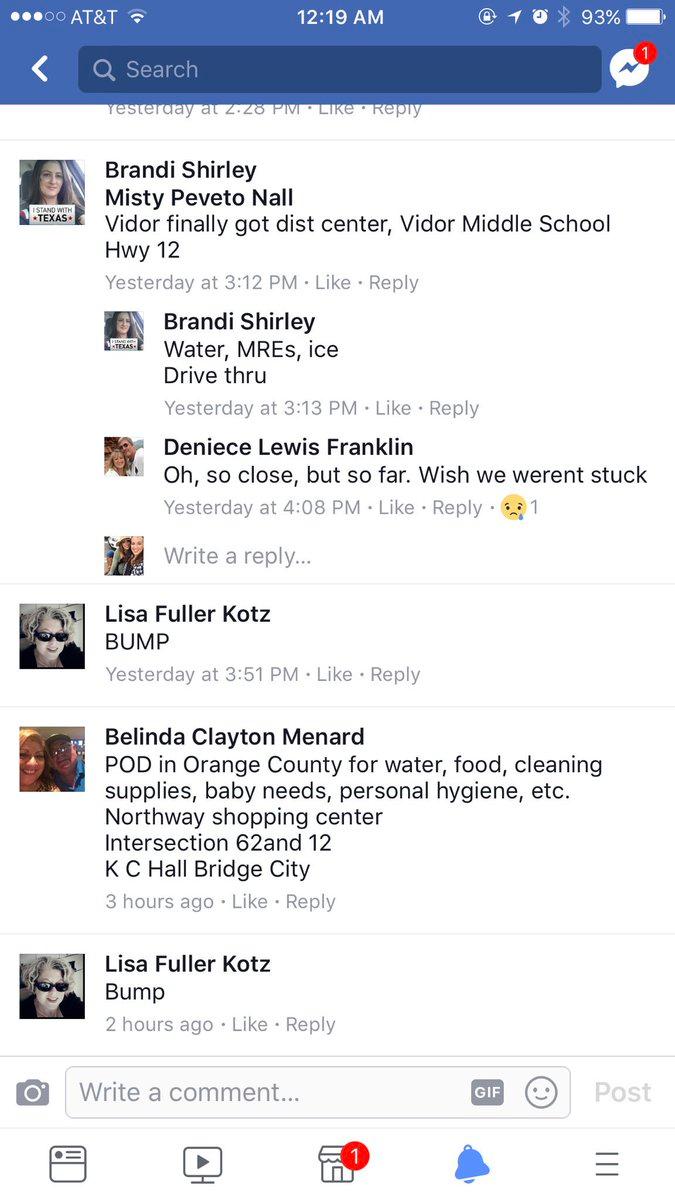 AT&T 12:19 AM 93%
Search 1
Yesterday at 2:28 PM · Like · Reply
Brandi Shirley
Misty Peveto Nall
Vidor finally got dist center, Vidor Middle School
Hwy 12
I STAND WITH
TEXAS
Yesterday at 3:12 PM · Like · Reply
Brandi Shirley
Water, MREs, ice
Drive thru
I STAND WITH
TEXAS
Yesterday at 3:13 PM · Like · Reply
Deniece Lewis Franklin
Oh, so close, but so far. Wish we werent stuck
Yesterday at 4:08 PM · Like · Reply · 1
Write a reply...
Lisa Fuller Kotz
BUMP
Yesterday at 3:51 PM · Like · Reply
Belinda Clayton Menard
POD in Orange County for water, food, cleaning
supplies, baby needs, personal hygiene, etc.
Northway shopping center
Intersection 62and 12
K C Hall Bridge City
3 hours ago · Like · Reply
Lisa Fuller Kotz
Bump
2 hours ago · Like · Reply
Write a comment... GIF Post
1